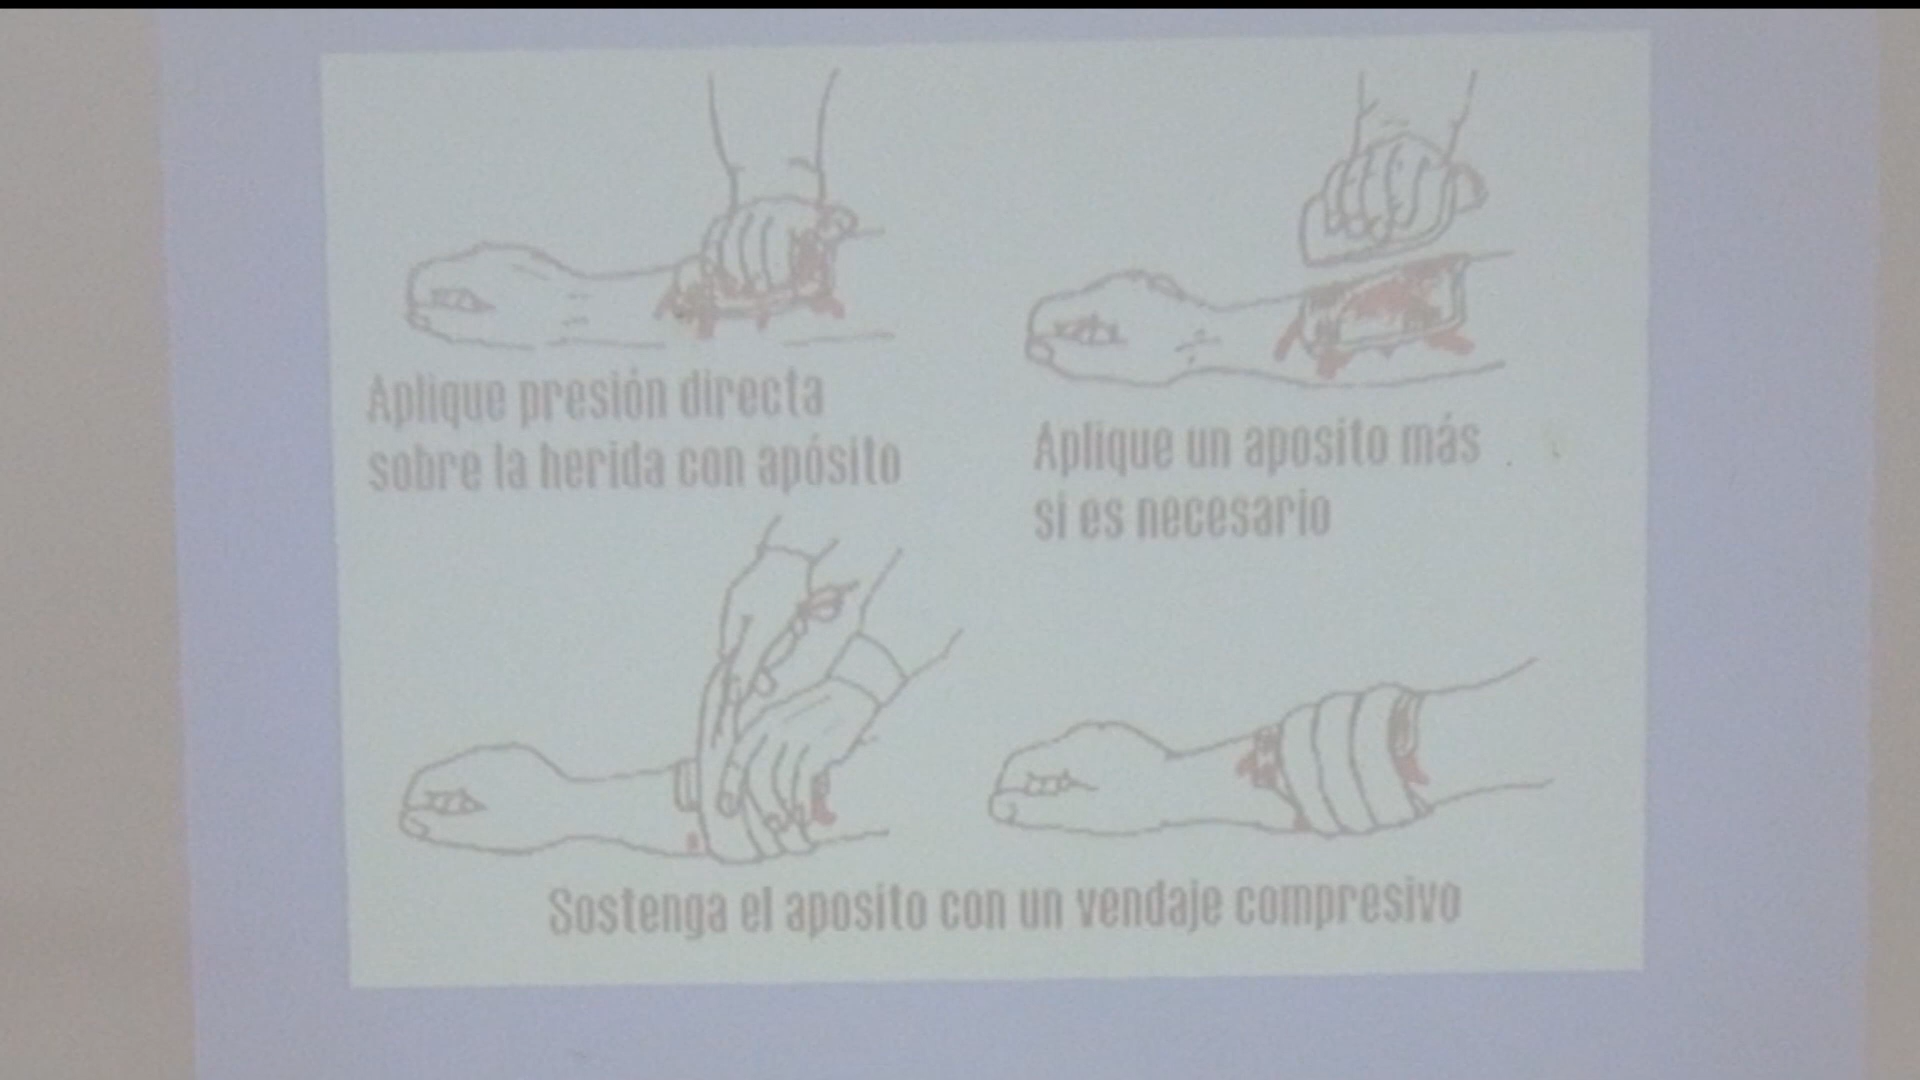 Aplique presión directa
sobre la herida con apósito
Aplique un aposito más
si es necesario
Sostenga el aposito con un vendaje compresivo